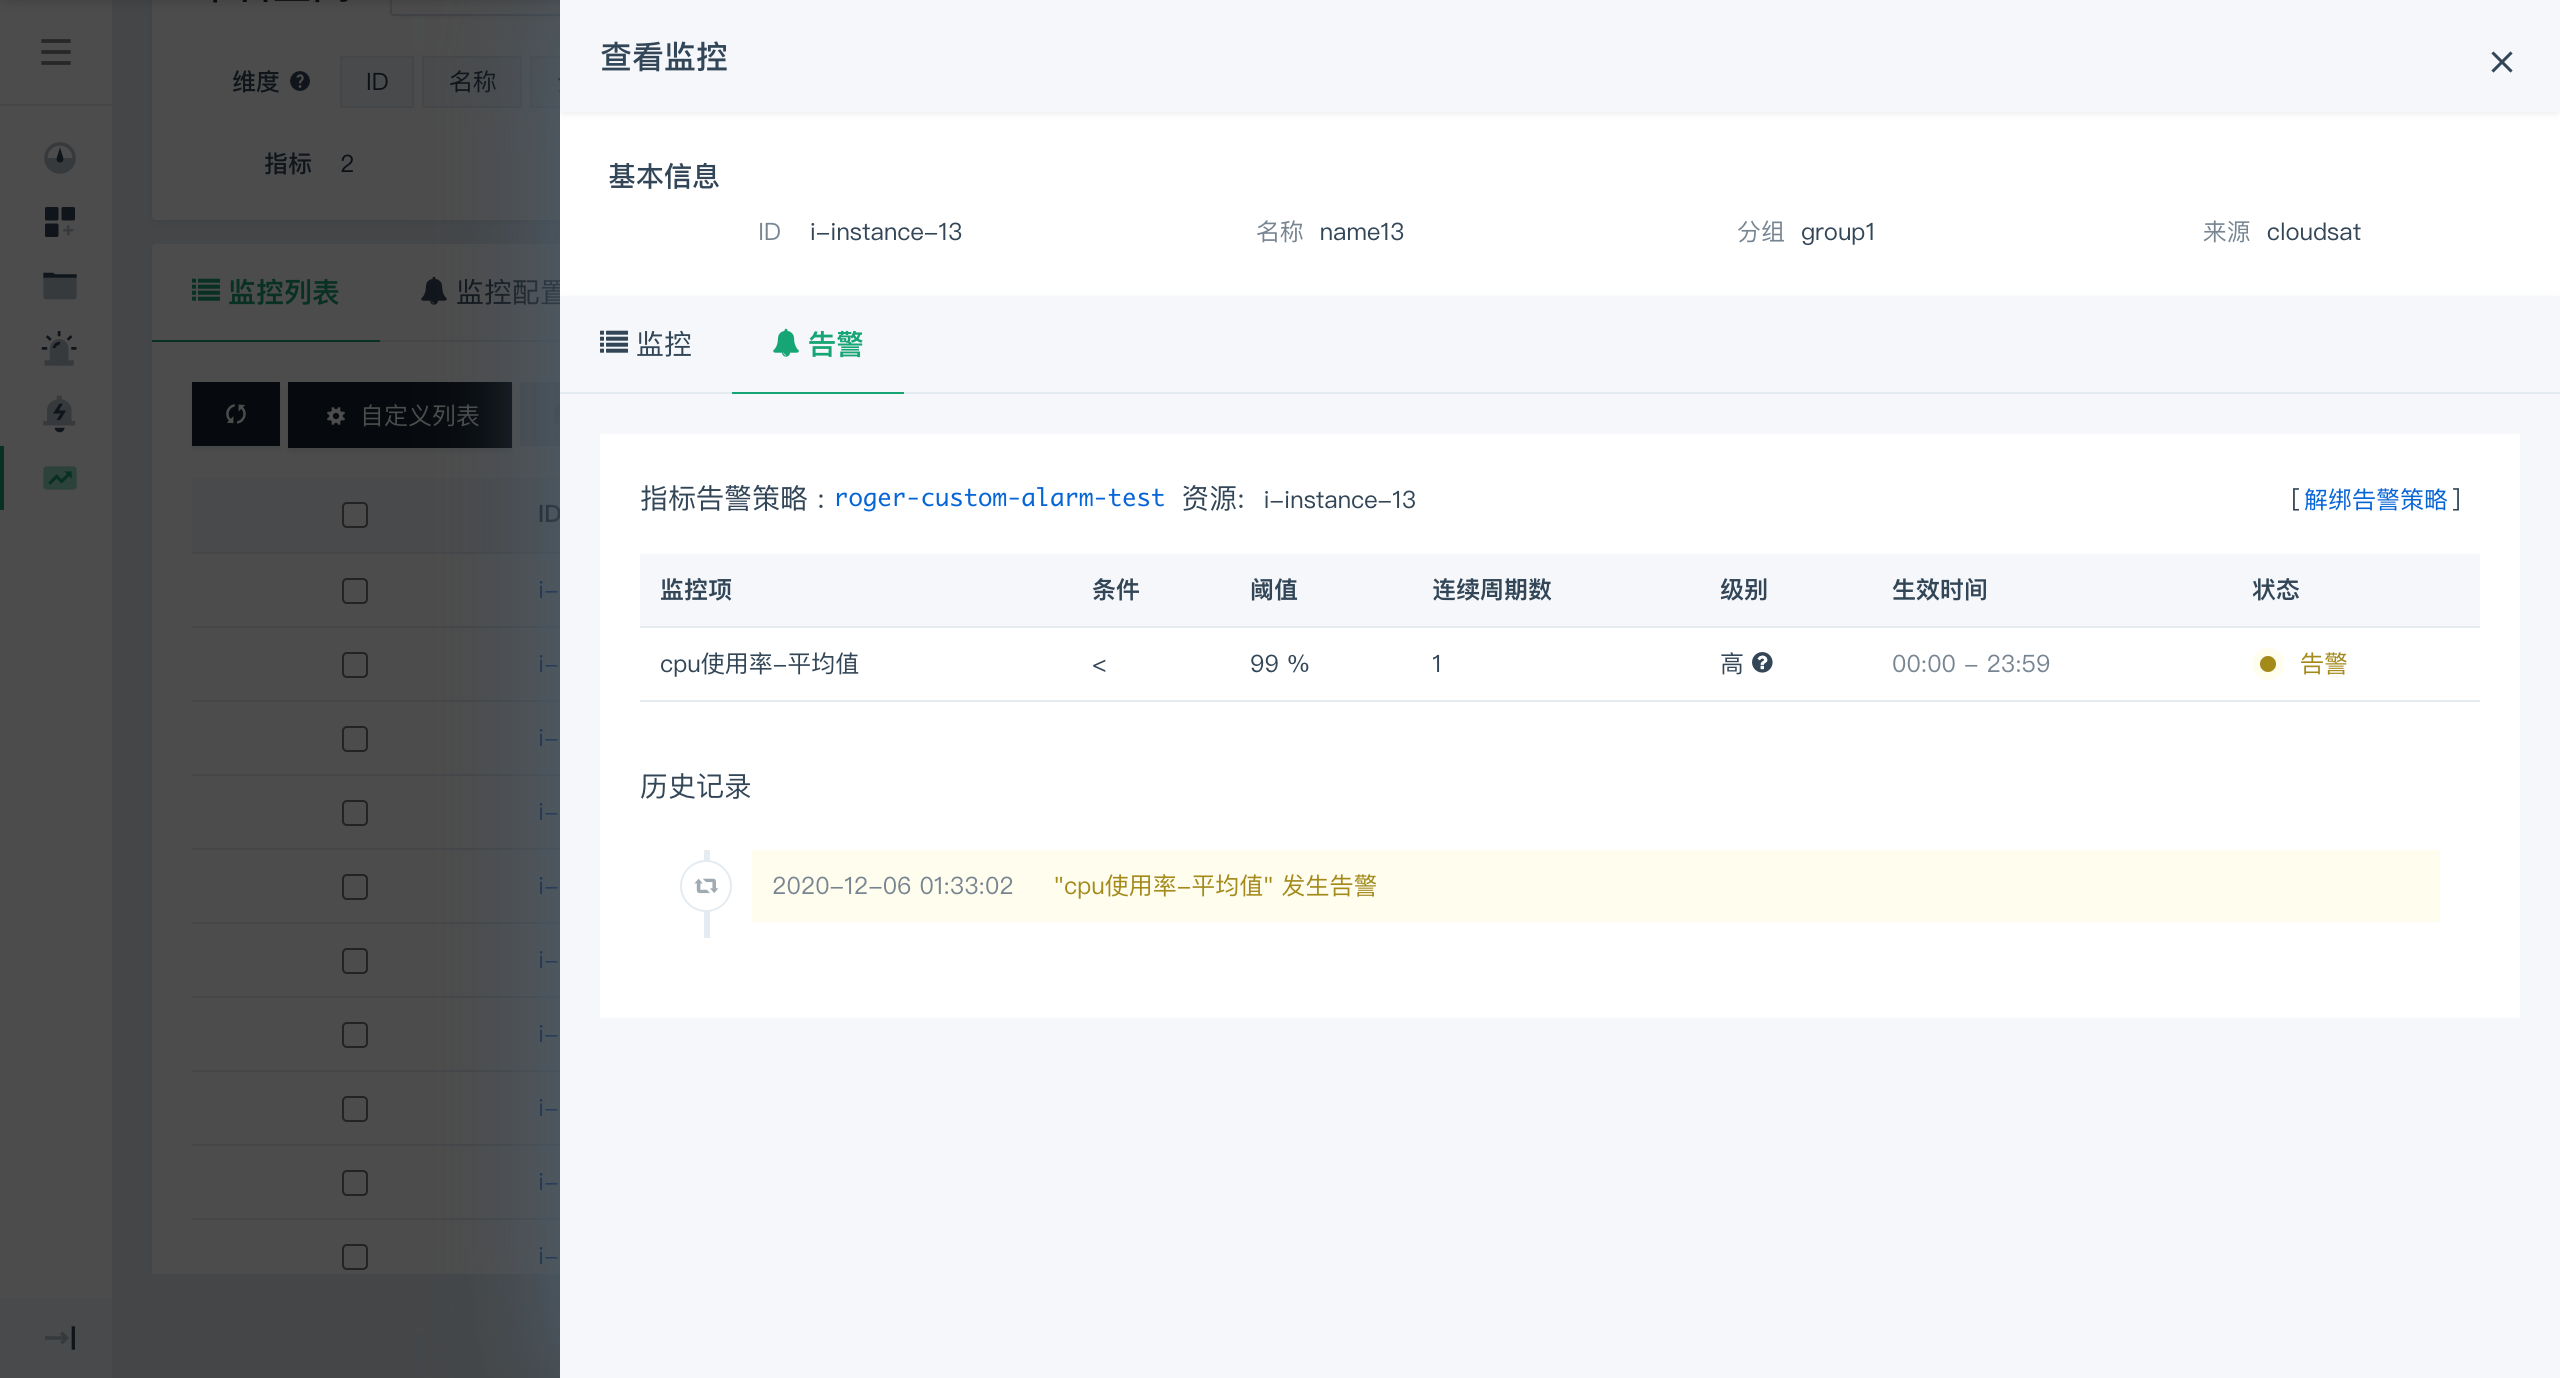 查看监控
维度 ID 名称
指标 2
基本信息
ID i-instance-13 名称 name13 分组 group1 来源 cloudsat
监控列表 监控配置
监控 告警
自定义列表
指标告警策略 : roger-custom-alarm-test 资源: i-instance-13 [解绑告警策略]
ID
监控项 条件 阈值 连续周期数 级别 生效时间 状态
cpu使用率-平均值 < 99 % 1 高 00:00 - 23:59 告警
历史记录
2020-12-06 01:33:02 "cpu使用率-平均值" 发生告警
i-
i-
i-
i-
i-
i-
i-
i-
i-
i-